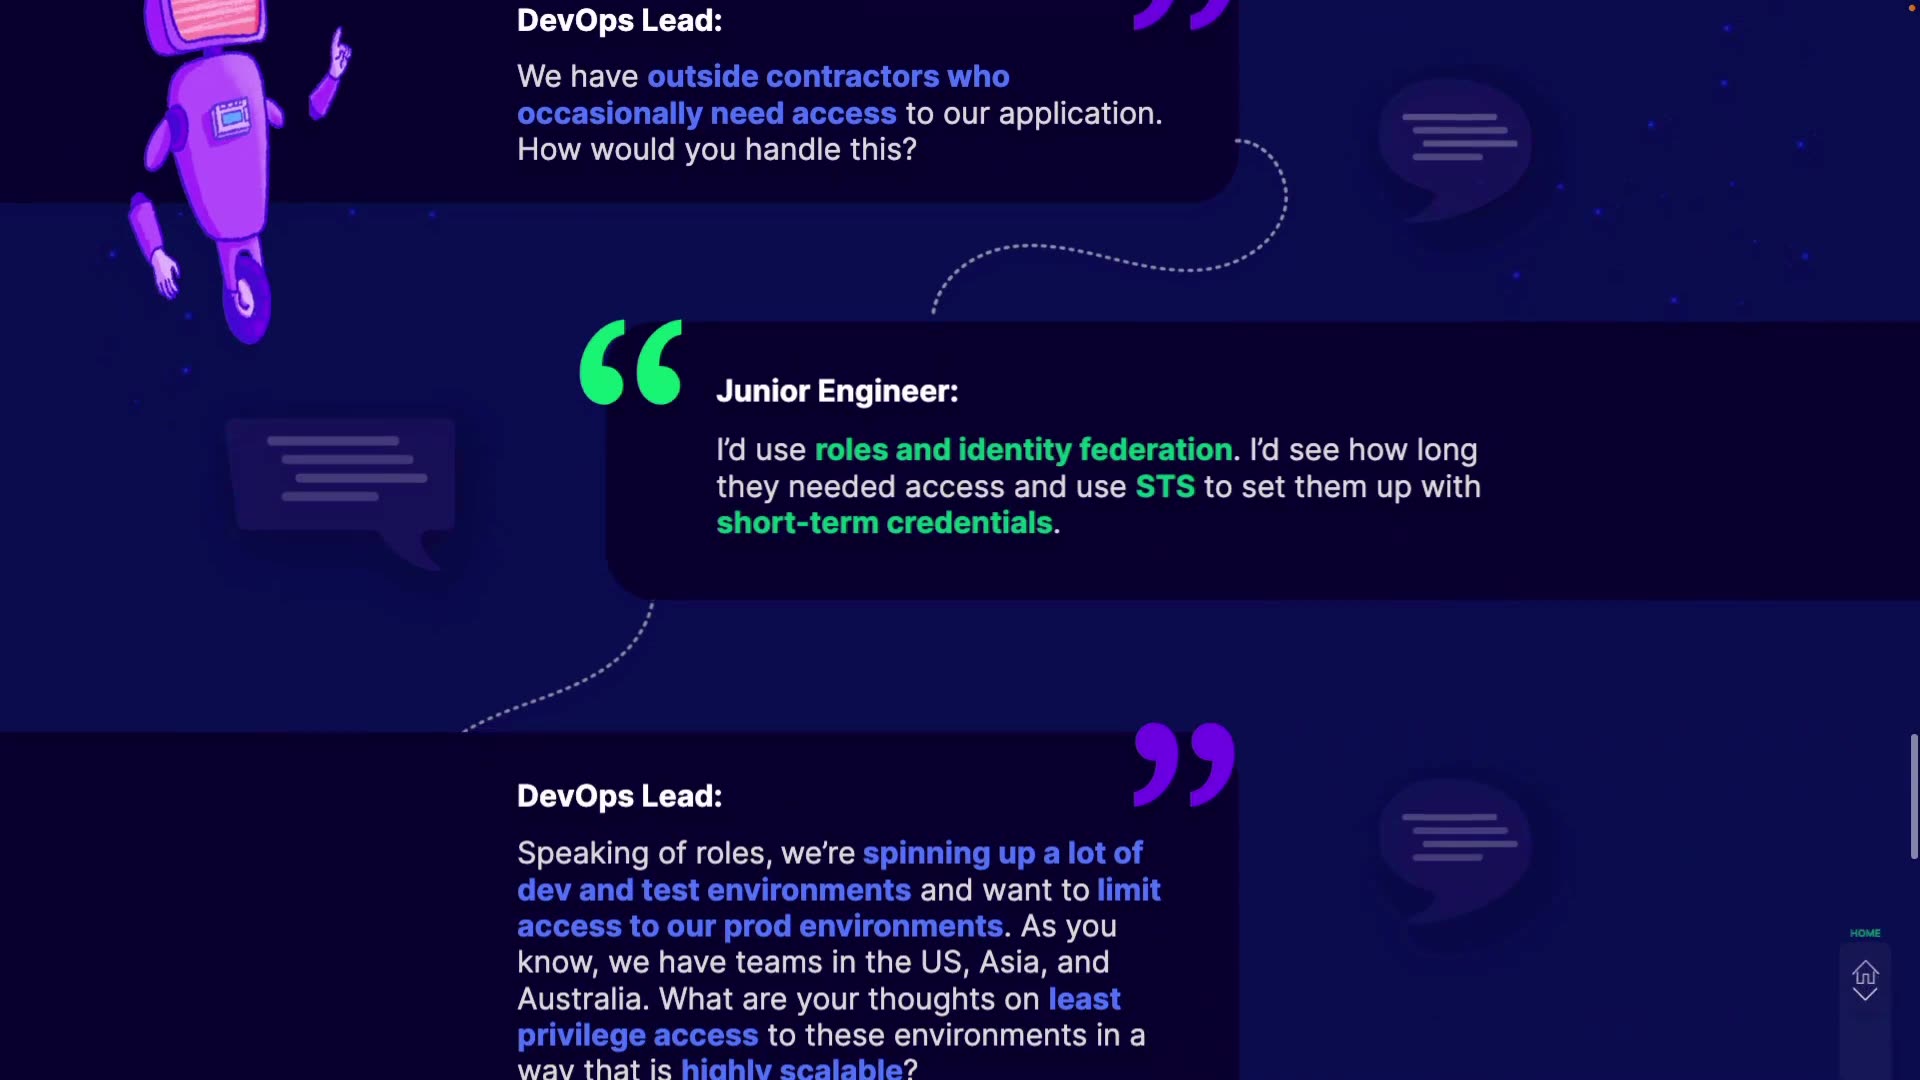 DevOps Lead:
We have outside contractors who
occasionally need access to our application.
How would you handle this?
Junior Engineer:
I’d use roles and identity federation. I’d see how long
they needed access and use STS to set them up with
short-term credentials.
DevOps Lead:
Speaking of roles, we’re spinning up a lot of
dev and test environments and want to limit
access to our prod environments. As you
know, we have teams in the US, Asia, and
Australia. What are your thoughts on least
privilege access to these environments in a
way that is highly scalable?
HOME